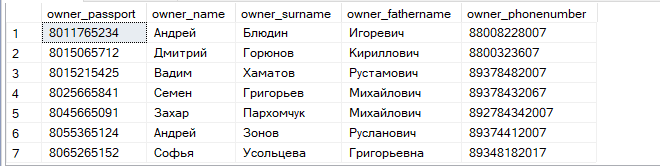 owner_passport owner_name owner_surname owner_fathername owner_phonenumber
1 8011765234 Андрей Блюдин Игоревич 88008228007
2 8015065712 Дмитрий Горюнов Кириллович 8800323607
3 8015215425 Вадим Хаматов Рустамович 89378482007
4 8025665841 Семен Григорьев Михайлович 89378432067
5 8045665091 Захар Пархомчук Михайлович 892784342007
6 8055365124 Андрей Зонов Русланович 89374412007
7 8065265152 Софья Усольцева Григорьевна 89348182017